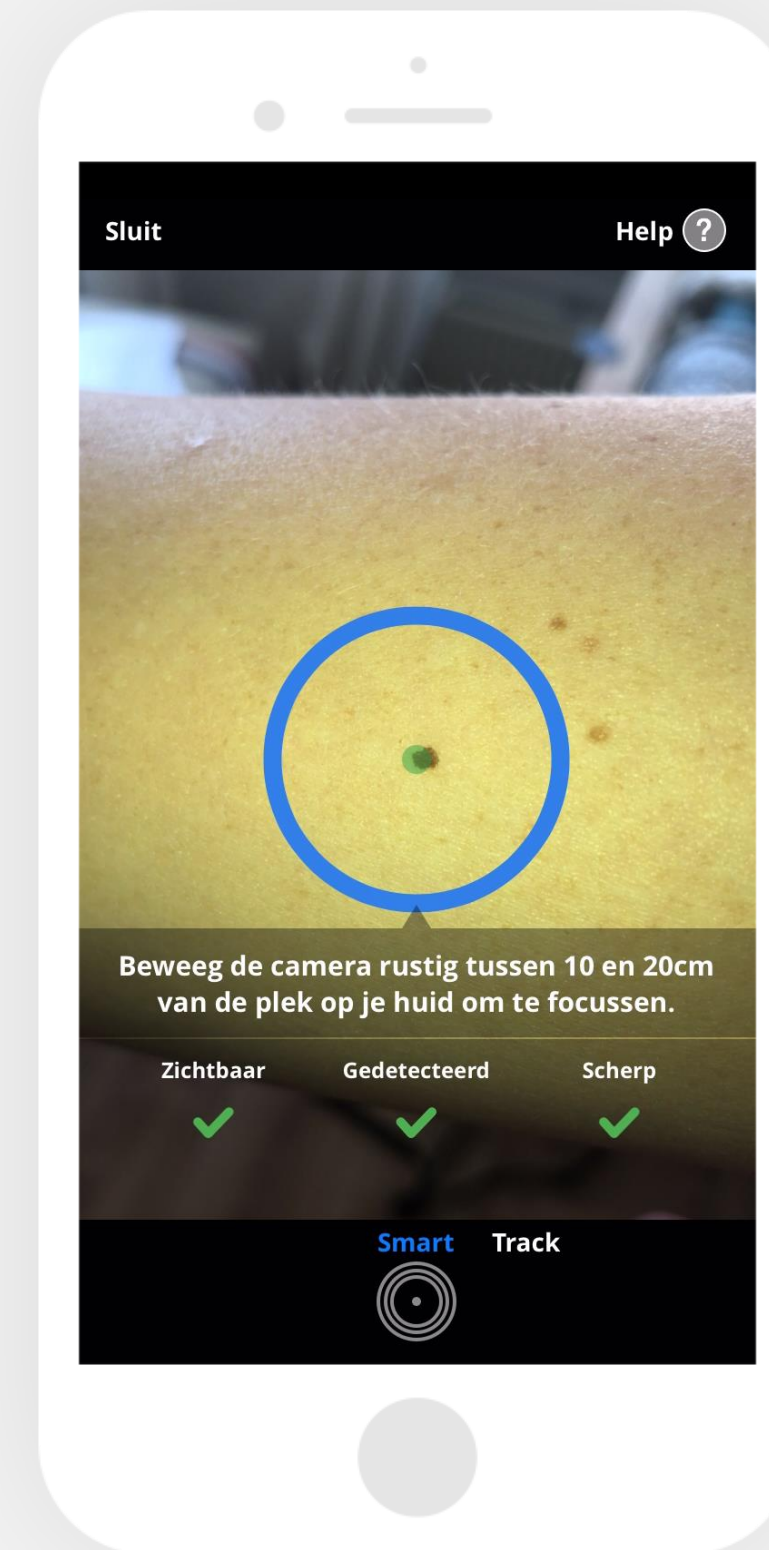 Sluit
Help ?
Beweeg de camera rustig tussen 10 en 20cm
van de plek op je huid om te focussen.
Zichtbaar Gedetecteerd Scherp
Smart Track